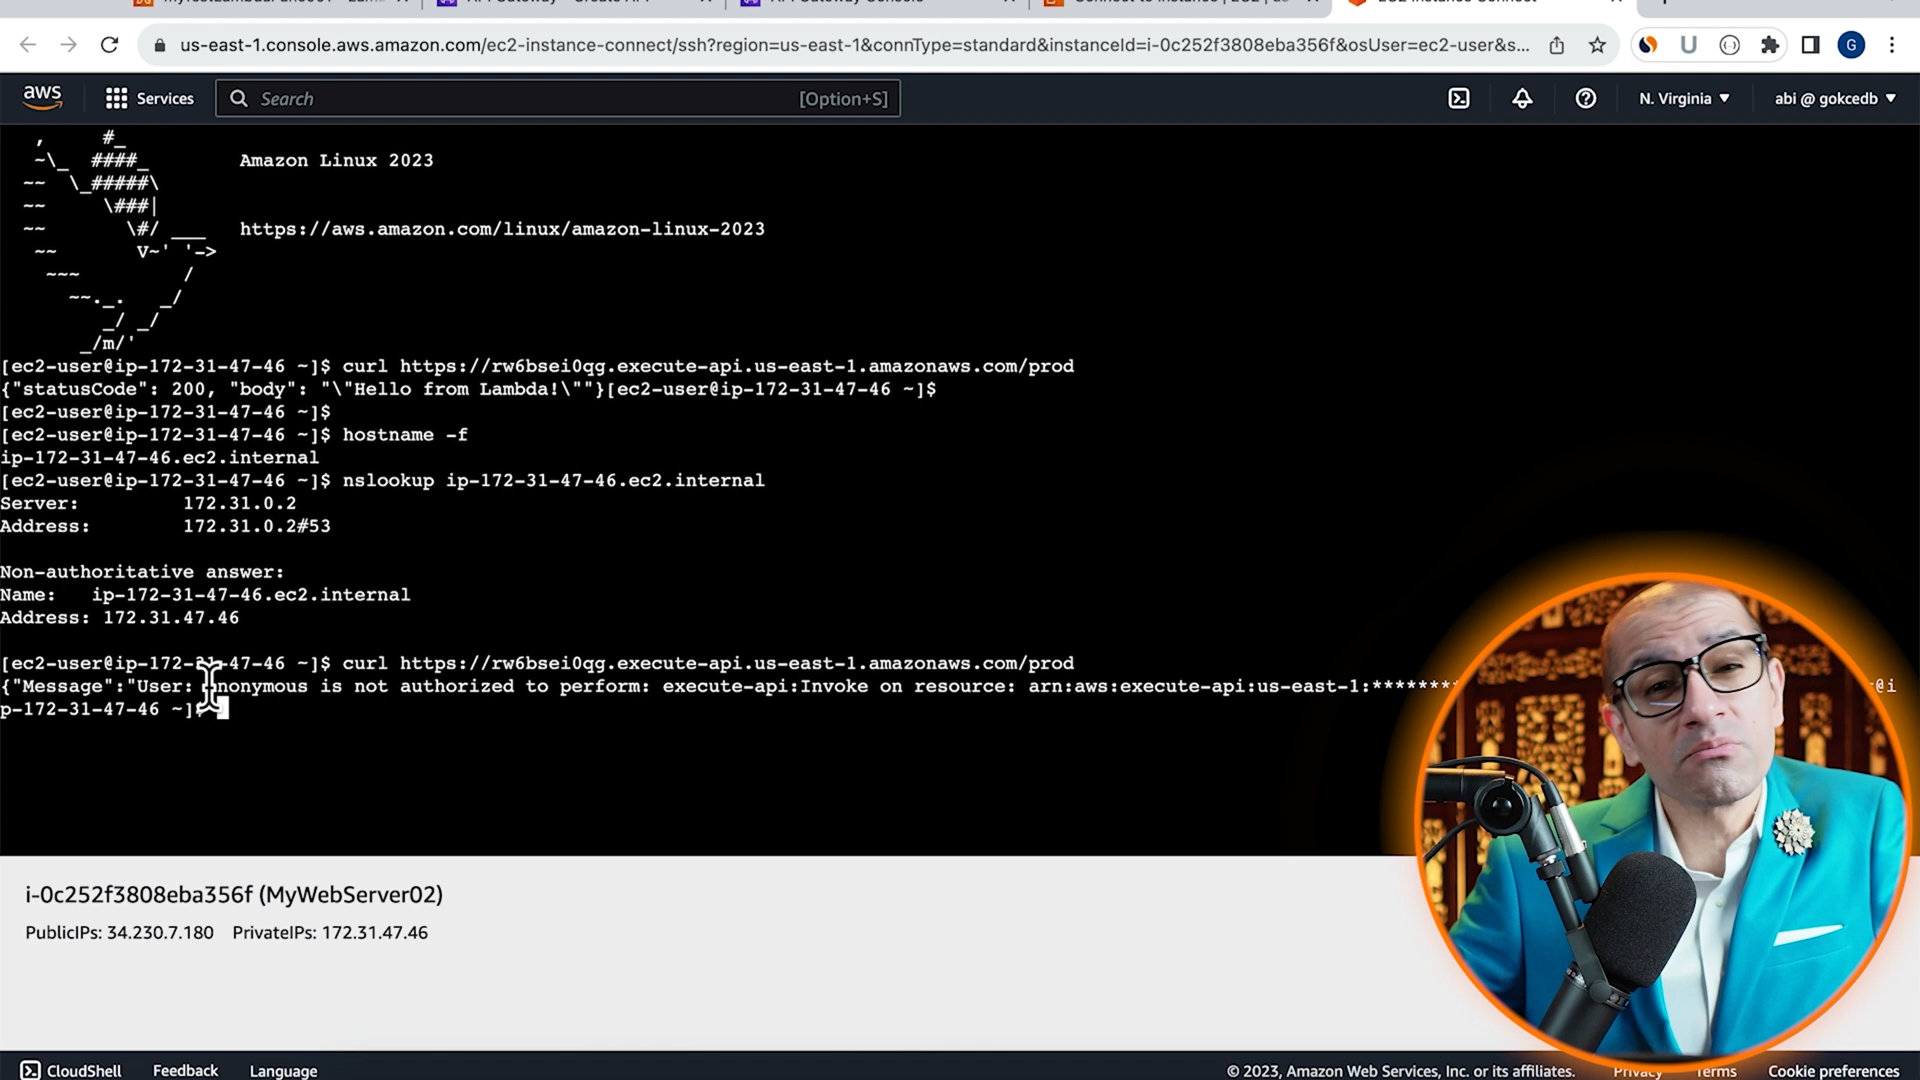 us-east-1.console.aws.amazon.com/ec2-instance-connect/ssh?region=us-east-1&connType=standard&instanceId=i-0c252f3808eba356f&osUser=ec2-user&s...
G
aws
Services
Search
[Option+S]
N. Virginia
abi @ gokcedb
Amazon Linux 2023
https://aws.amazon.com/linux/amazon-linux-2023
[ec2-user@ip-172-31-47-46 ~]$ curl https://rw6bsei0qg.execute-api.us-east-1.amazonaws.com/prod
{"statusCode": 200, "body": "\"Hello from Lambda!\""}[ec2-user@ip-172-31-47-46 ~]$
[ec2-user@ip-172-31-47-46 ~]$
[ec2-user@ip-172-31-47-46 ~]$ hostname -f
ip-172-31-47-46.ec2.internal
[ec2-user@ip-172-31-47-46 ~]$ nslookup ip-172-31-47-46.ec2.internal
Server: 172.31.0.2
Address: 172.31.0.2#53
Non-authoritative answer:
Name: ip-172-31-47-46.ec2.internal
Address: 172.31.47.46
[ec2-user@ip-172-31-47-46 ~]$ curl https://rw6bsei0qg.execute-api.us-east-1.amazonaws.com/prod
{"Message":"User: anonymous is not authorized to perform: execute-api:Invoke on resource: arn:aws:execute-api:us-east-1:*******
p-172-31-47-46 ~]$
i-0c252f3808eba356f (MyWebServer02)
PublicIPs: 34.230.7.180 PrivateIPs: 172.31.47.46
CloudShell
Feedback
Language
© 2023, Amazon Web Services, Inc. or its affiliates.
Privacy
Terms
Cookie preferences